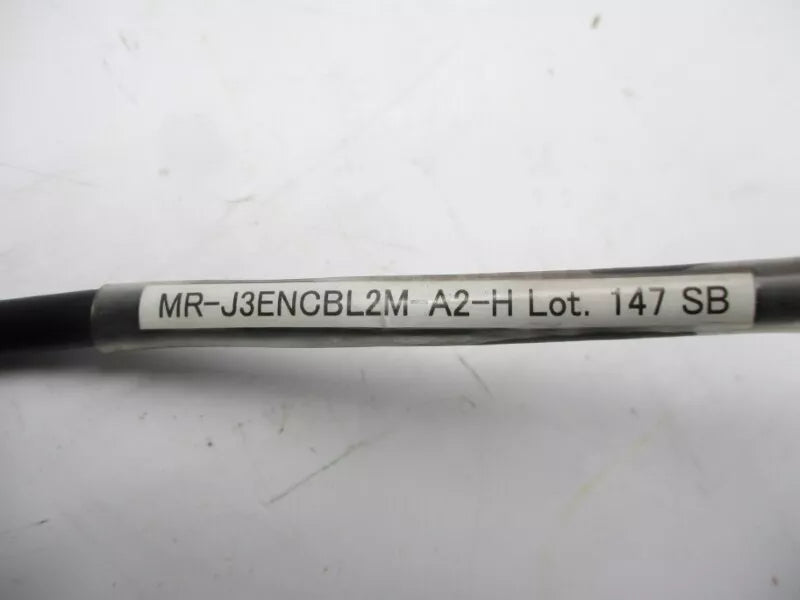 MR-J3ENCBL2M-A2-H Lot. 147 SB